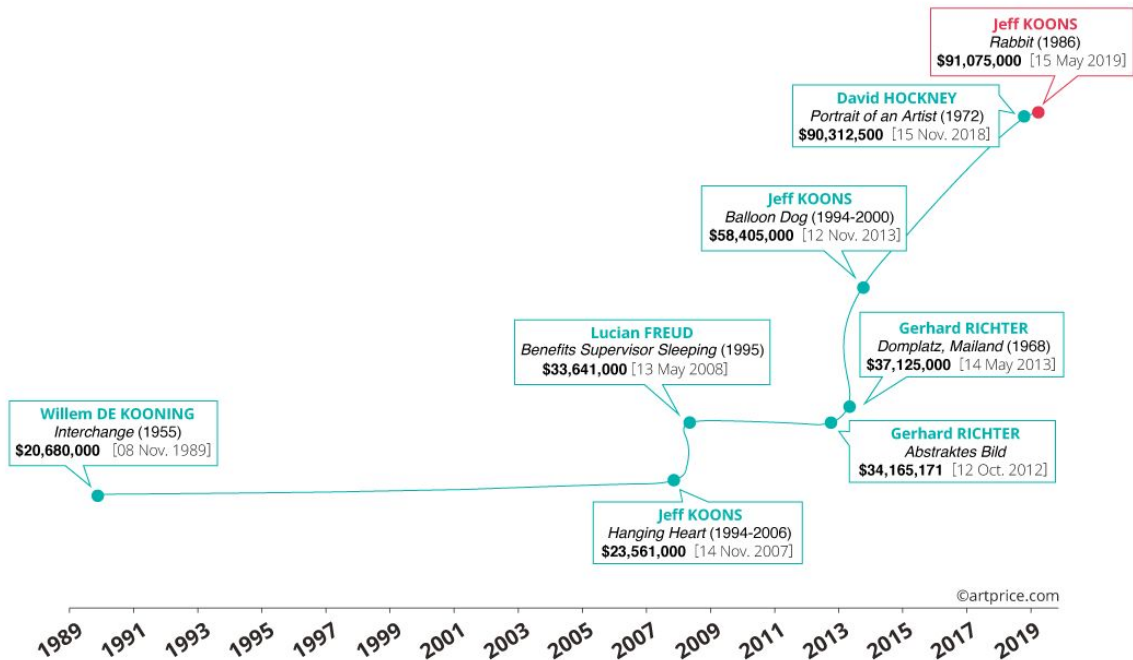 Jeff KOONS
Rabbit (1986)
$91,075,000 [15 May 2019]
David HOCKNEY
Portrait of an Artist (1972)
$90,312,500 [15 Nov. 2018]
Jeff KOONS
Balloon Dog (1994-2000)
$58,405,000 [12 Nov. 2013]
Lucian FREUD
Benefits Supervisor Sleeping (1995)
$33,641,000 [13 May 2008]
Gerhard RICHTER
Domplatz, Mailand (1968)
$37,125,000 [14 May 2013]
Willem DE KOONING
Interchange (1955)
$20,680,000 [08 Nov. 1989]
Gerhard RICHTER
Abstraktes Bild
$34,165,171 [12 Oct. 2012]
Jeff KOONS
Hanging Heart (1994-2006)
$23,561,000 [14 Nov. 2007]
©artprice.com
1989 1991 1993 1995 1997 1999 2001 2003 2005 2007 2009 2011 2013 2015 2017 2019